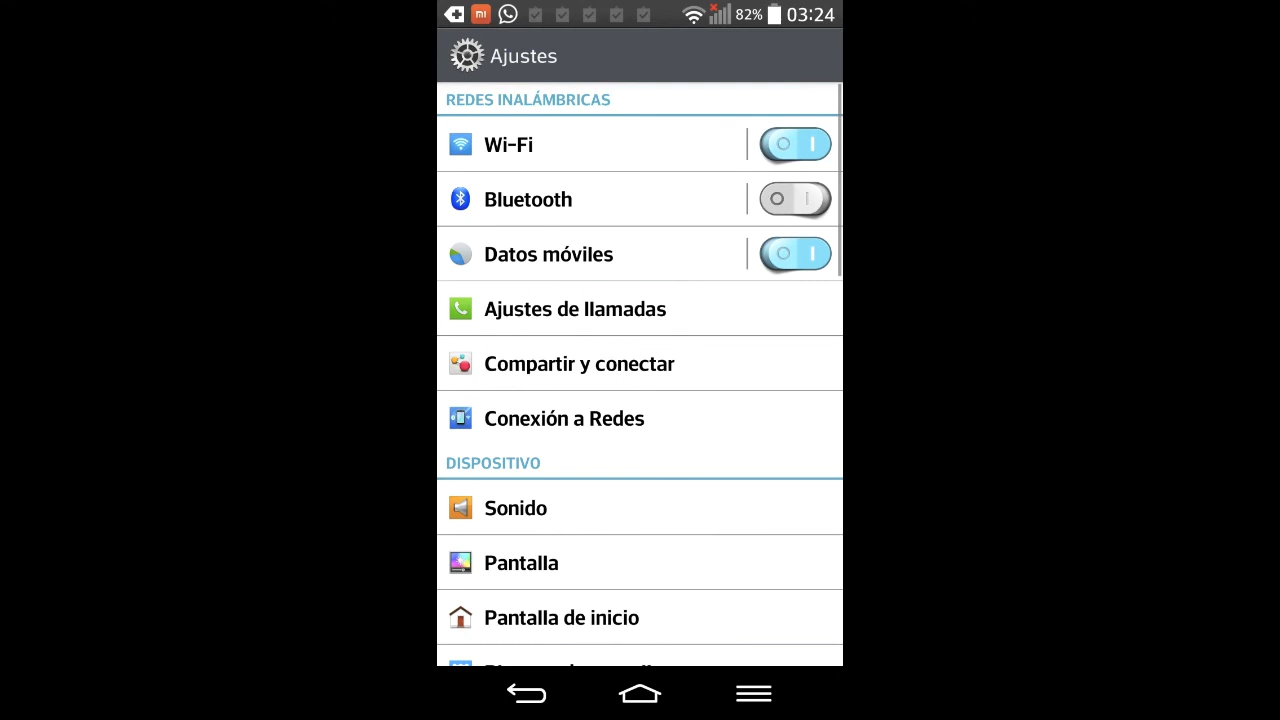 mi 82% 03:24
Ajustes
REDES INALÁMBRICAS
Wi-Fi
Bluetooth
Datos móviles
Ajustes de llamadas
Compartir y conectar
Conexión a Redes
DISPOSITIVO
Sonido
Pantalla
Pantalla de inicio